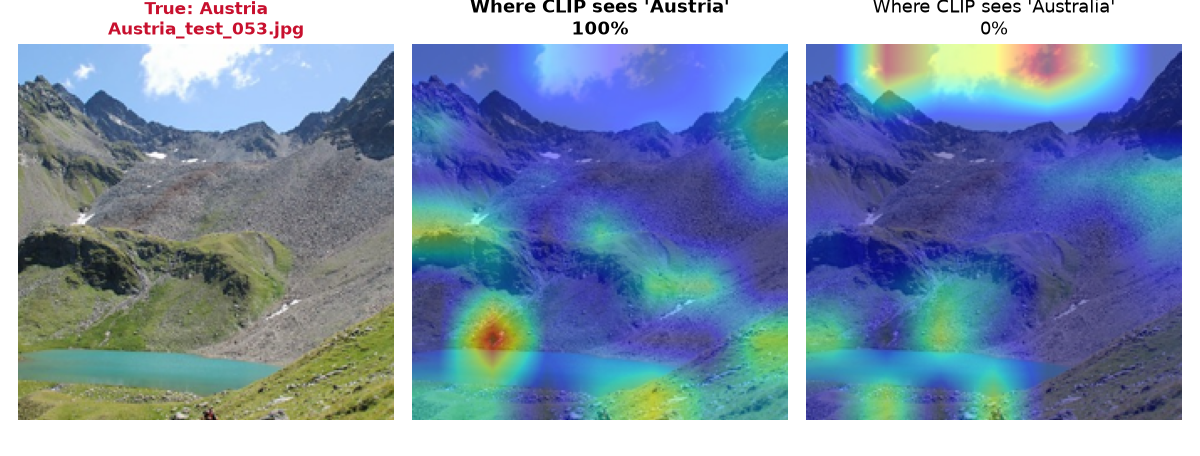 True: Austria
Austria_test_053.jpg
Where CLIP sees 'Austria'
100%
Where CLIP sees 'Australia'
0%